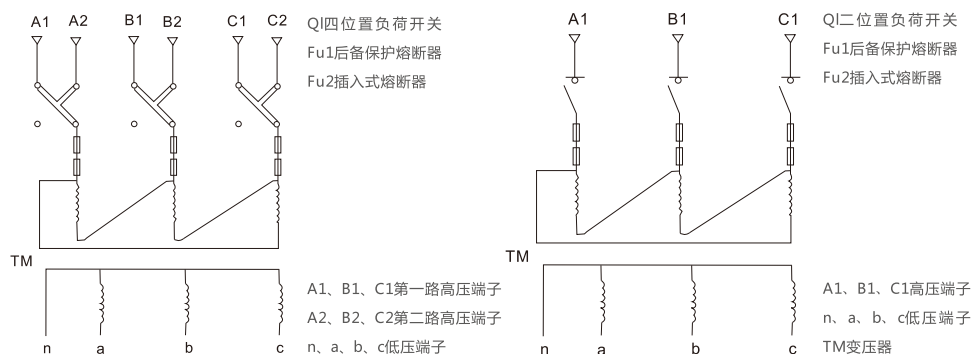 A1 A2 B1 B2 C1 C2
QI四位置负荷开关
Fu1后备保护熔断器
Fu2插入式熔断器
TM
A1、B1、C1第一路高压端子
A2、B2、C2第二路高压端子
n、a、b、c低压端子
n a b c
A1 B1 C1
QI二位置负荷开关
Fu1后备保护熔断器
Fu2插入式熔断器
TM
A1、B1、C1高压端子
n、a、b、c低压端子
TM变压器
n a b c